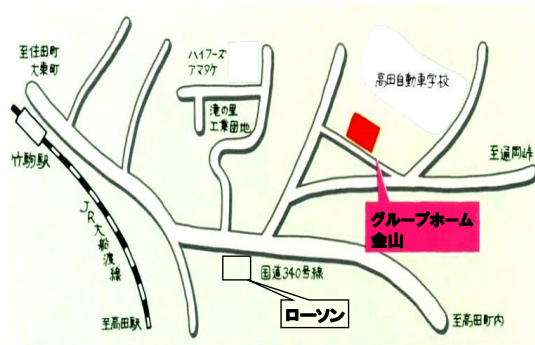 至住田町
大東町
ハイフーズ
アマタケ
高田自動車学校
滝の里
工業団地
竹駒駅
至通岡峠
JR大船渡線
グループホーム
金山
国道340号線
ローソン
至高田駅
至高田町内